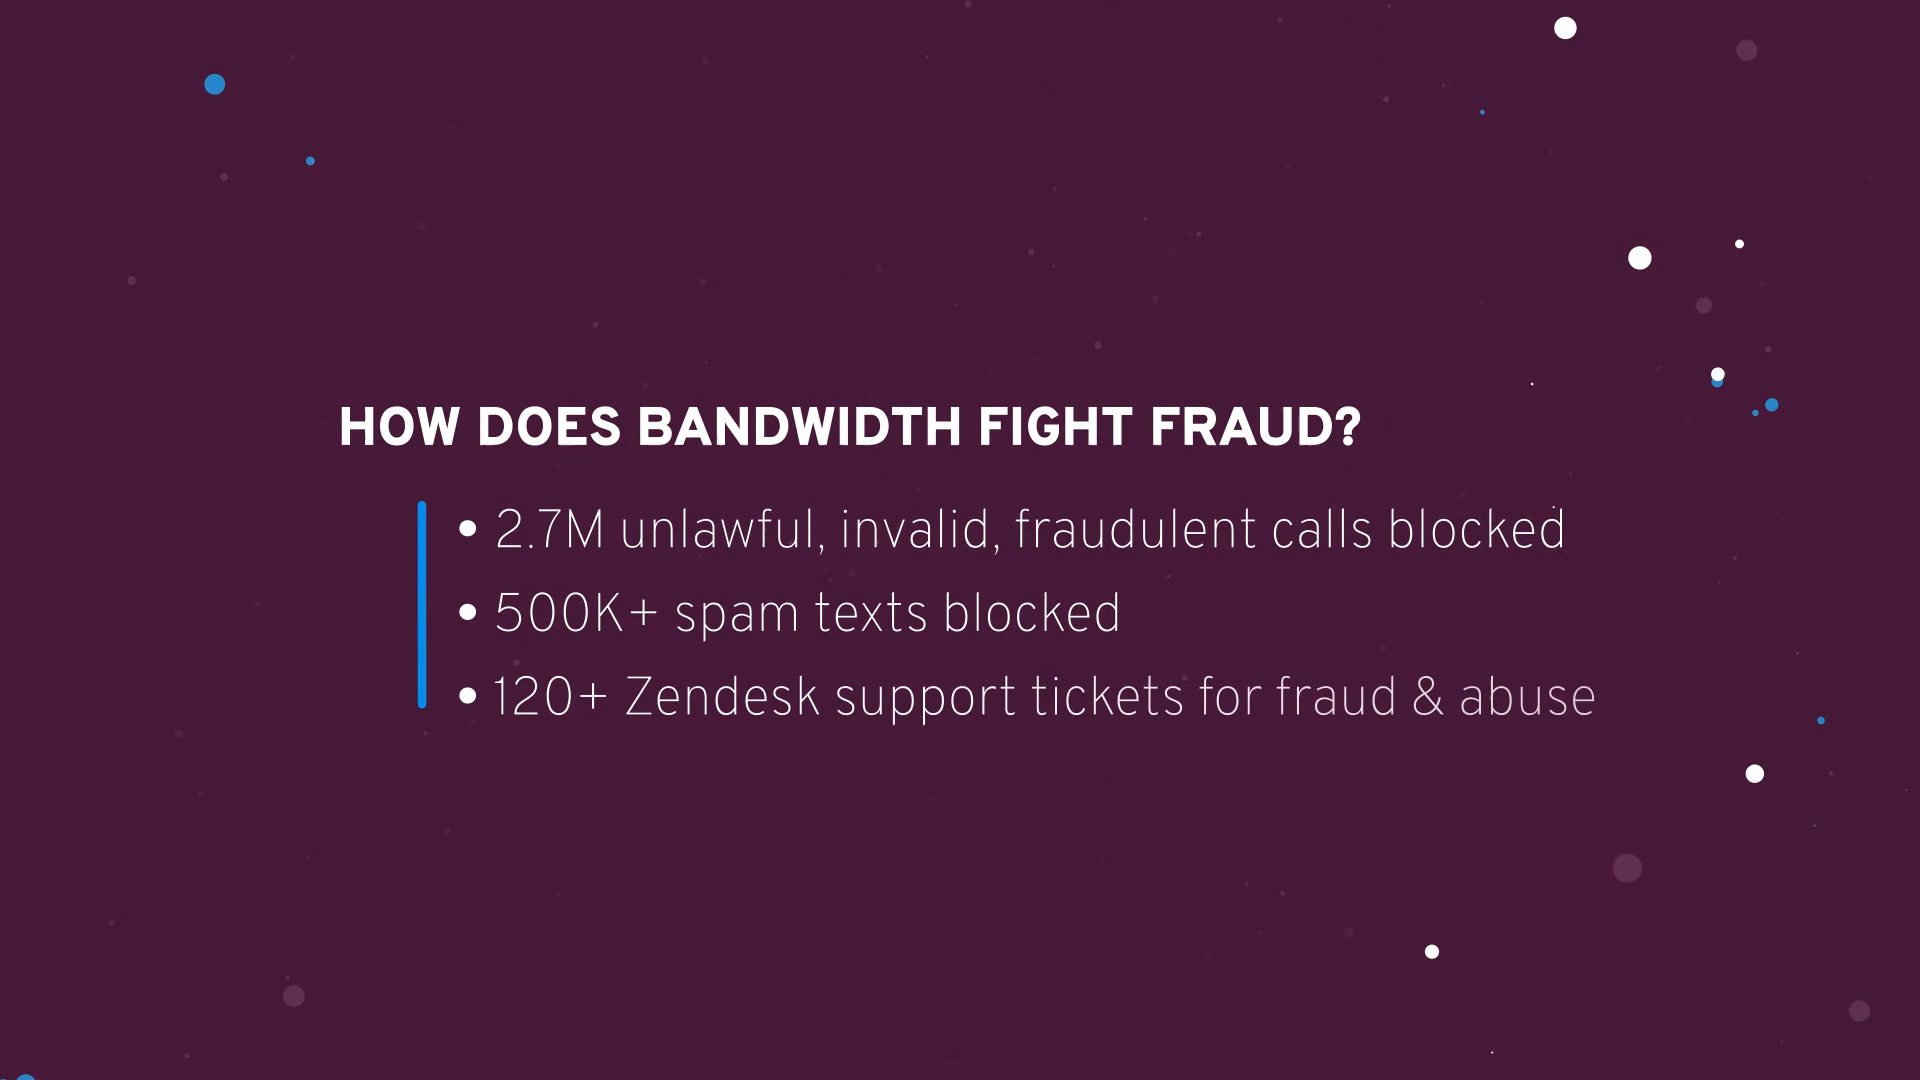 HOW DOES BANDWIDTH FIGHT FRAUD?
• 2.7M unlawful, invalid, fraudulent calls blocked
• 500K+ spam texts blocked
• 120+ Zendesk support tickets for fraud & abuse